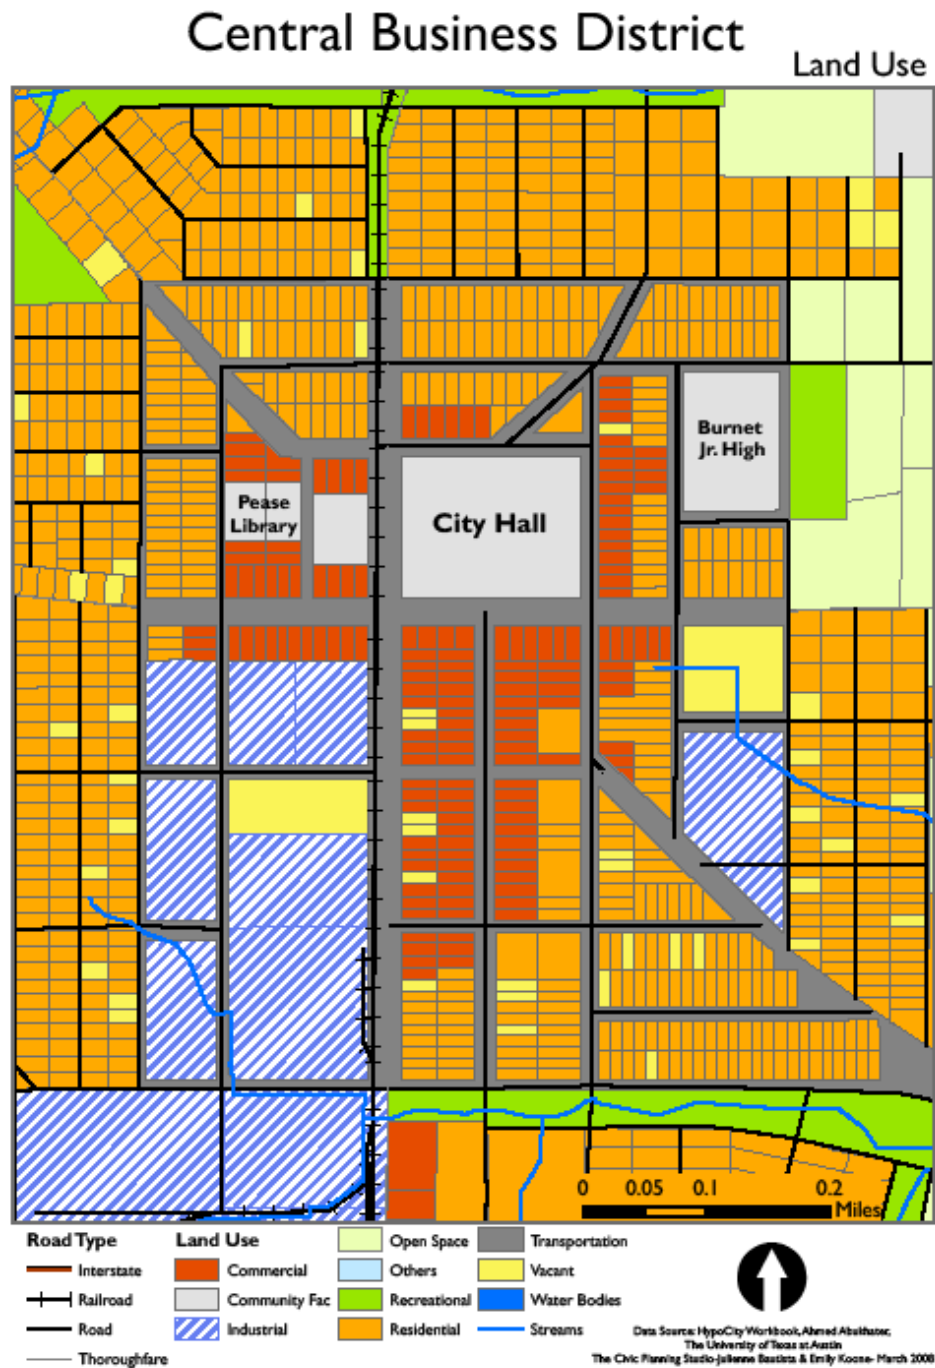 Central Business District
Land Use
Burnet
Jr. High
Pease
Library
City Hall
0 0.05 0.1 0.2
Miles
Road Type
Interstate
Railroad
Road
Thoroughfare
Land Use
Commercial
Community Fac
Industrial
Open Space
Others
Recreational
Residential
Transportation
Vacant
Water Bodies
Streams
Data Source: HypoCity Workbook, Ahmed Abukhater,
The University of Texas at Austin
The Civic Planning Studio-Julienne Bautista & Emily Koone- March 2008